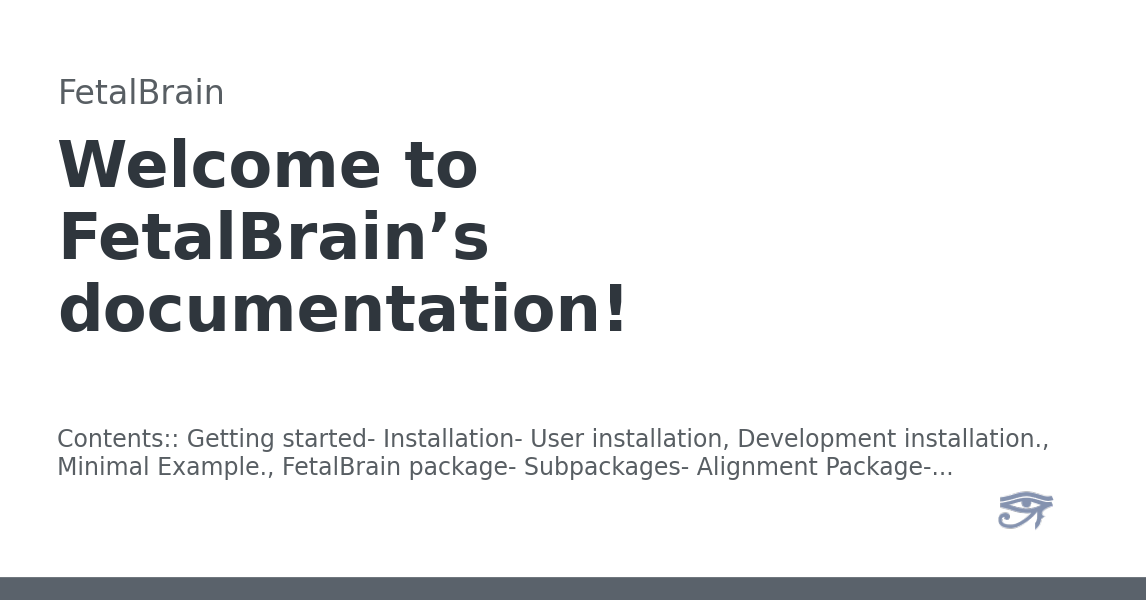 FetalBrain
Welcome to
FetalBrain’s
documentation!
Contents:: Getting started- Installation- User installation, Development installation.,
Minimal Example., FetalBrain package- Subpackages- Alignment Package-...